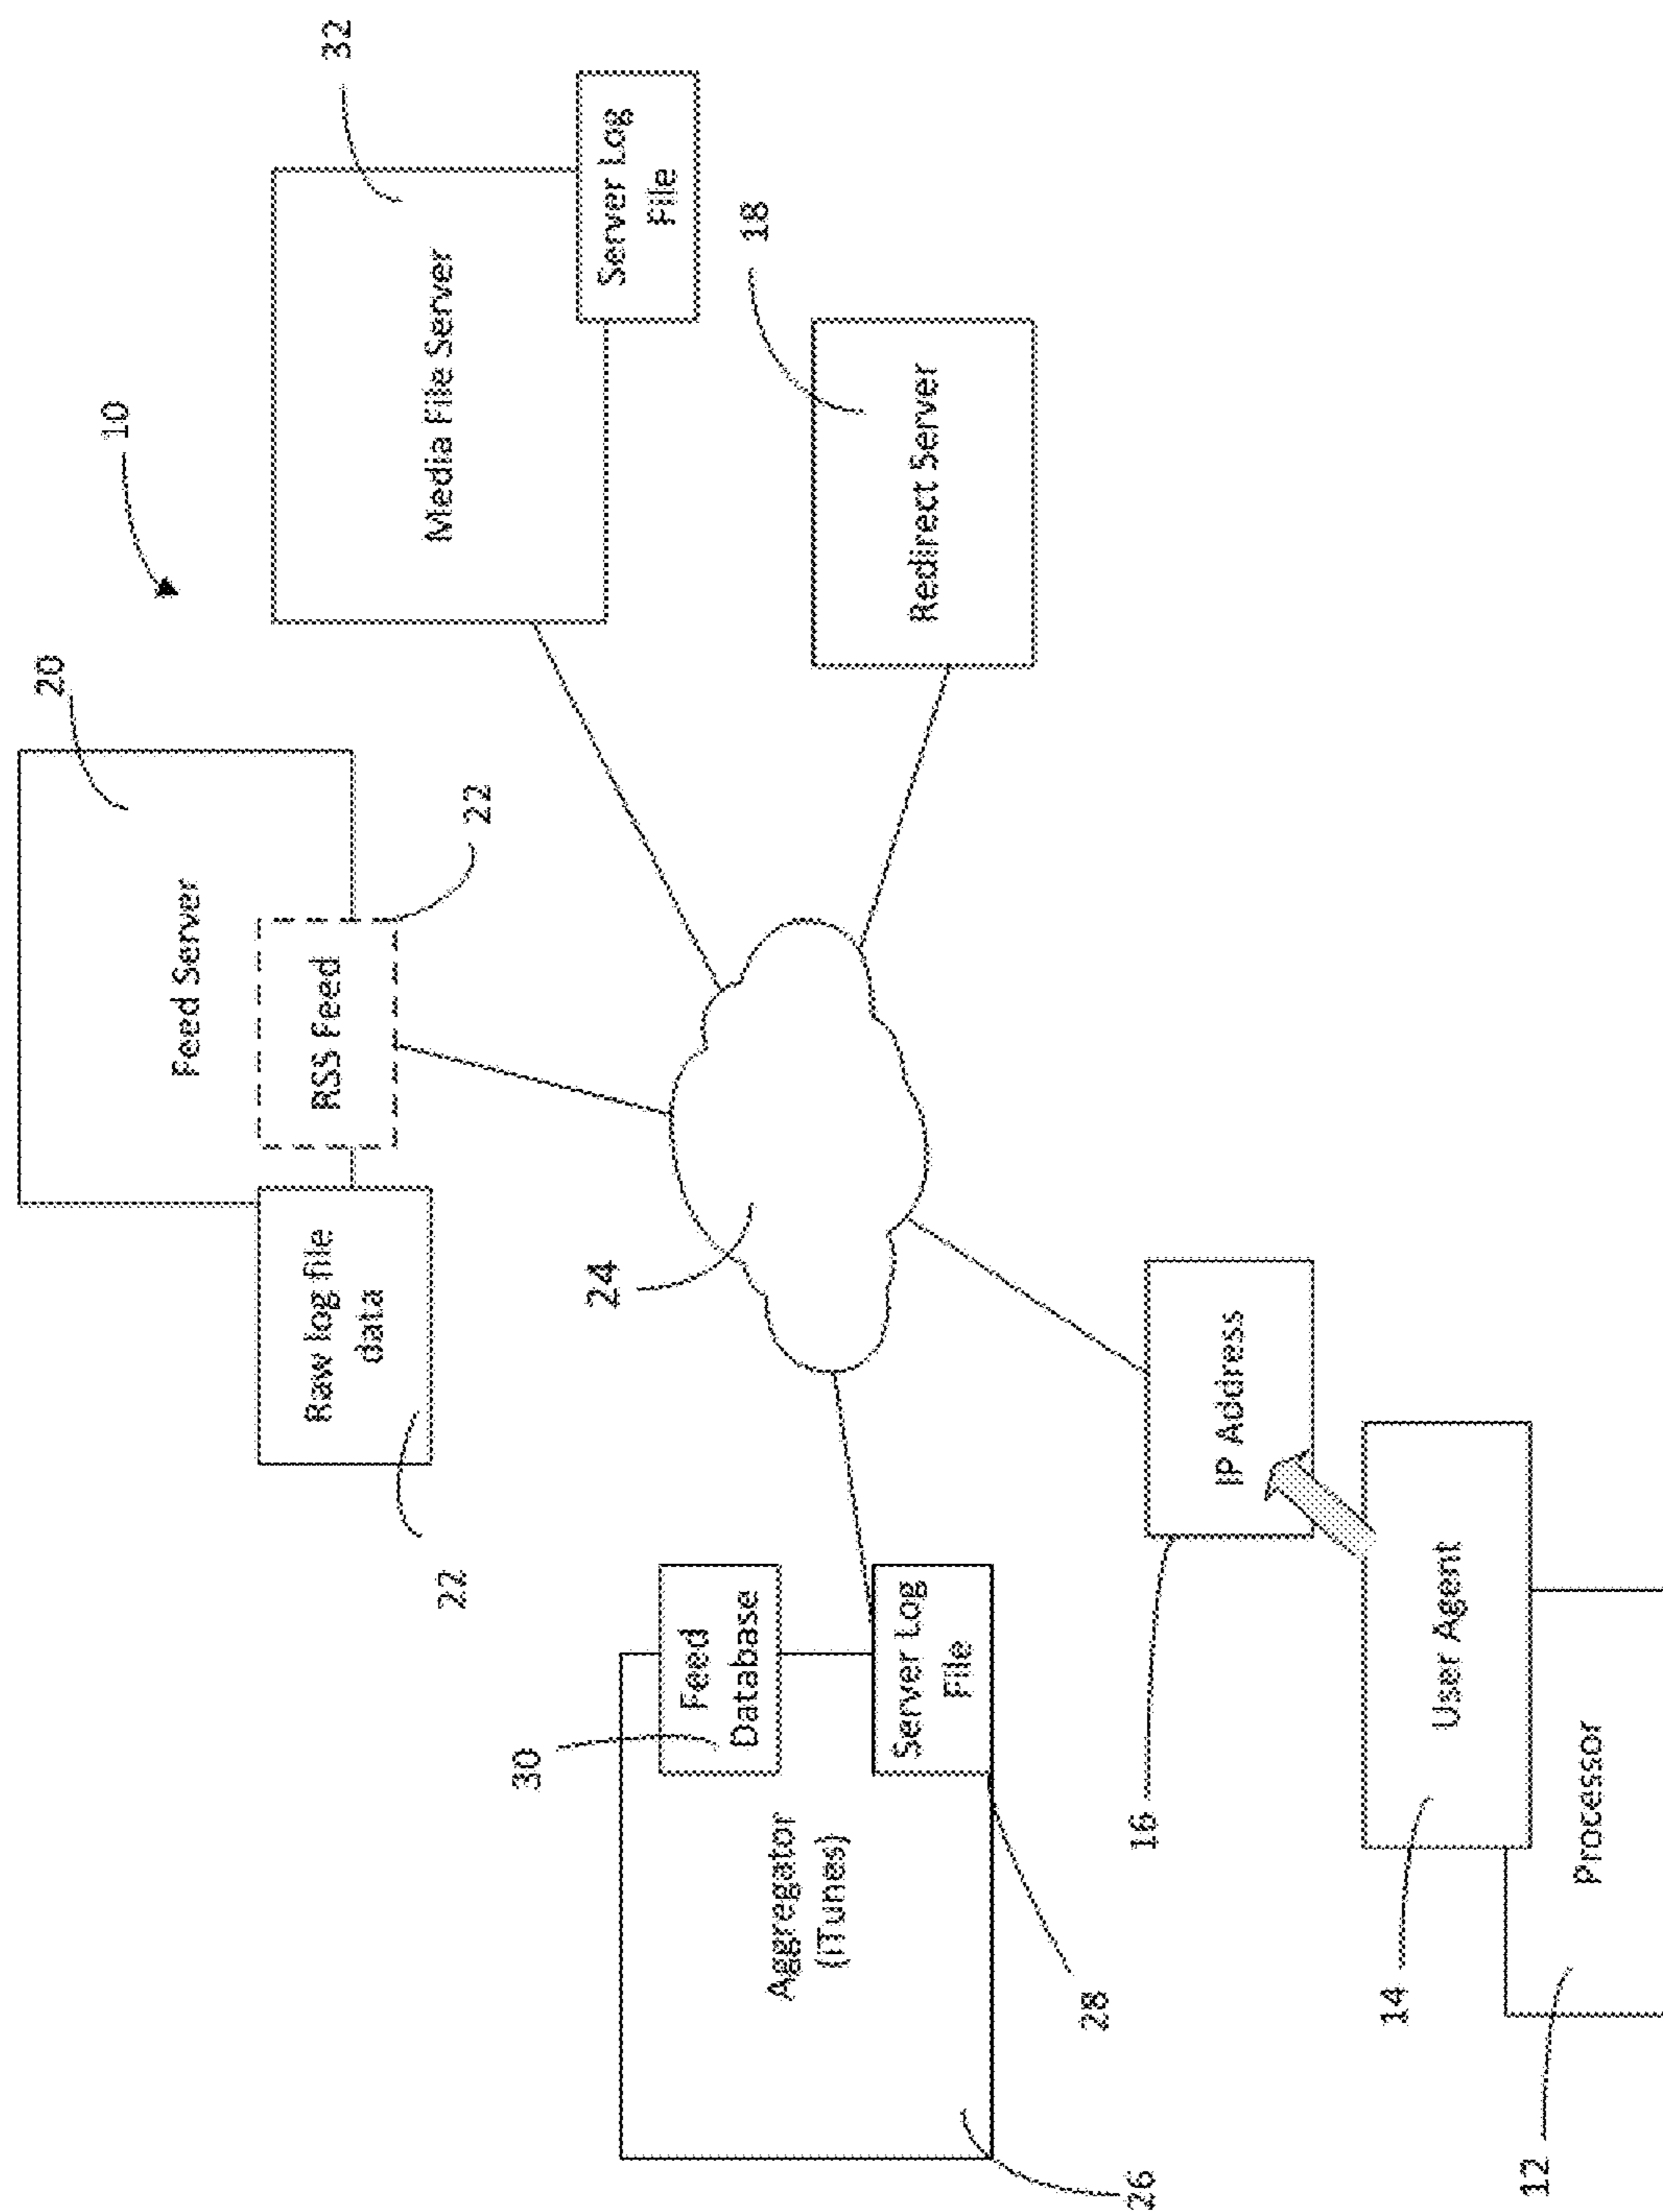 10
20
Feed Server
RSS Feed
22
Raw log file
data
22
32
Media File Server
Server Log
File
18
Redirect Server
24
30
Feed
Database
Aggregator
(iTunes)
Server Log
File
28
26
16
IP Address
User Agent
14
Processor
12